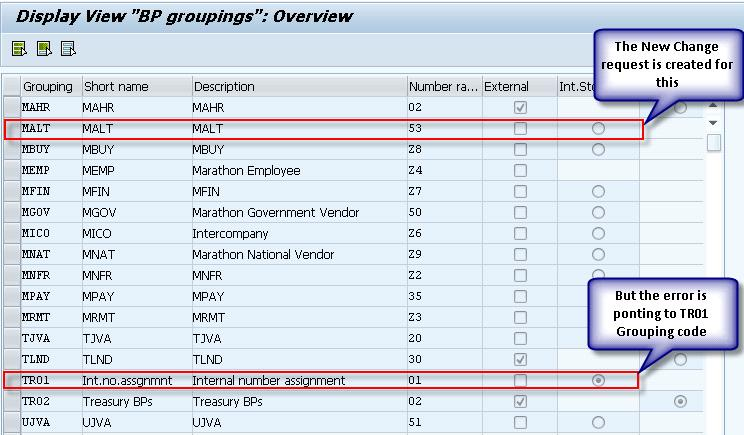 Display View "BP groupings": Overview
The New Change
request is created for
this
Grouping Short name Description Number ra... External Int.St
MAHR MAHR MAHR 02
MALT MALT MALT 53
MBUY MBUY MBUY Z8
MEMP MEMP Marathon Employee Z4
MFIN MFIN MFIN Z7
MGOV MGOV Marathon Government Vendor 50
MICO MICO Intercompany Z6
MNAT MNAT Marathon National Vendor Z9
MNFR MNFR MNFR Z2
MPAY MPAY MPAY 35
MRMT MRMT MRMT Z3
But the error is
ponting to TR01
Grouping code
TJVA TJVA TJVA 20
TLND TLND TLND 30
TR01 Int.no.assgnmnt Internal number assignment 01
TR02 Treasury BPs Treasury BPs 02
UJVA UJVA UJVA 51